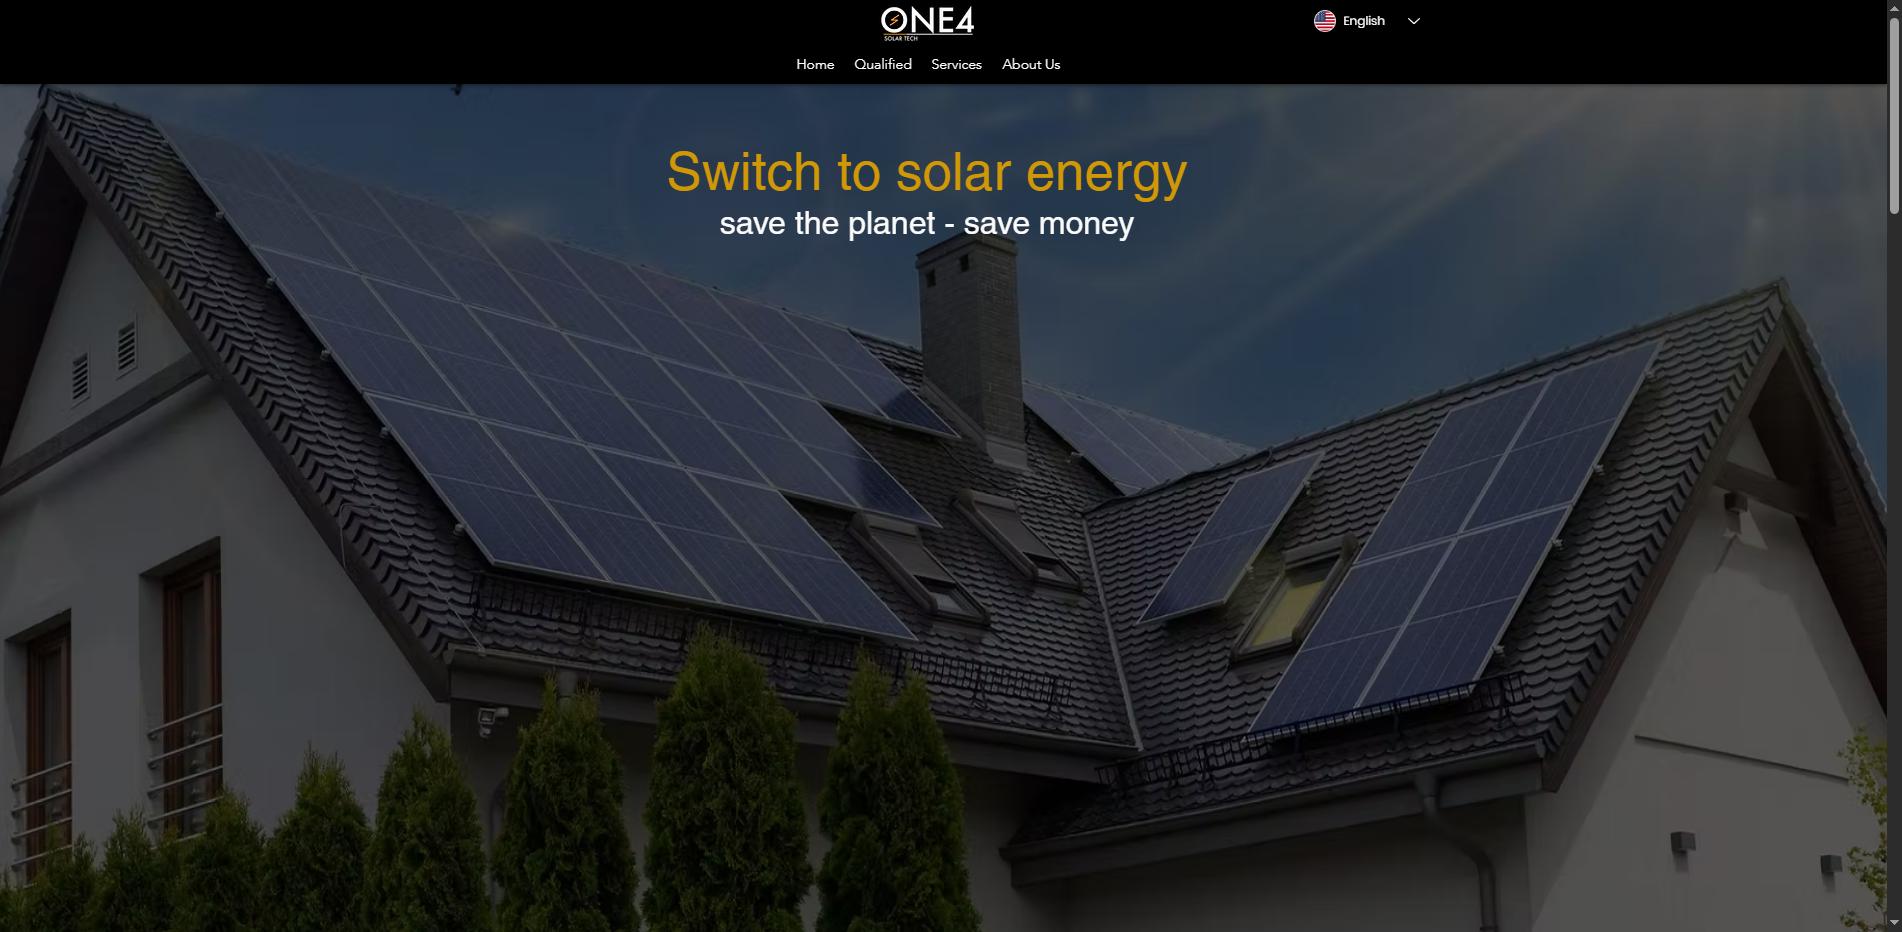 ONE4
SOLAR TECH
English
Home Qualified Services About Us
Switch to solar energy
save the planet - save money